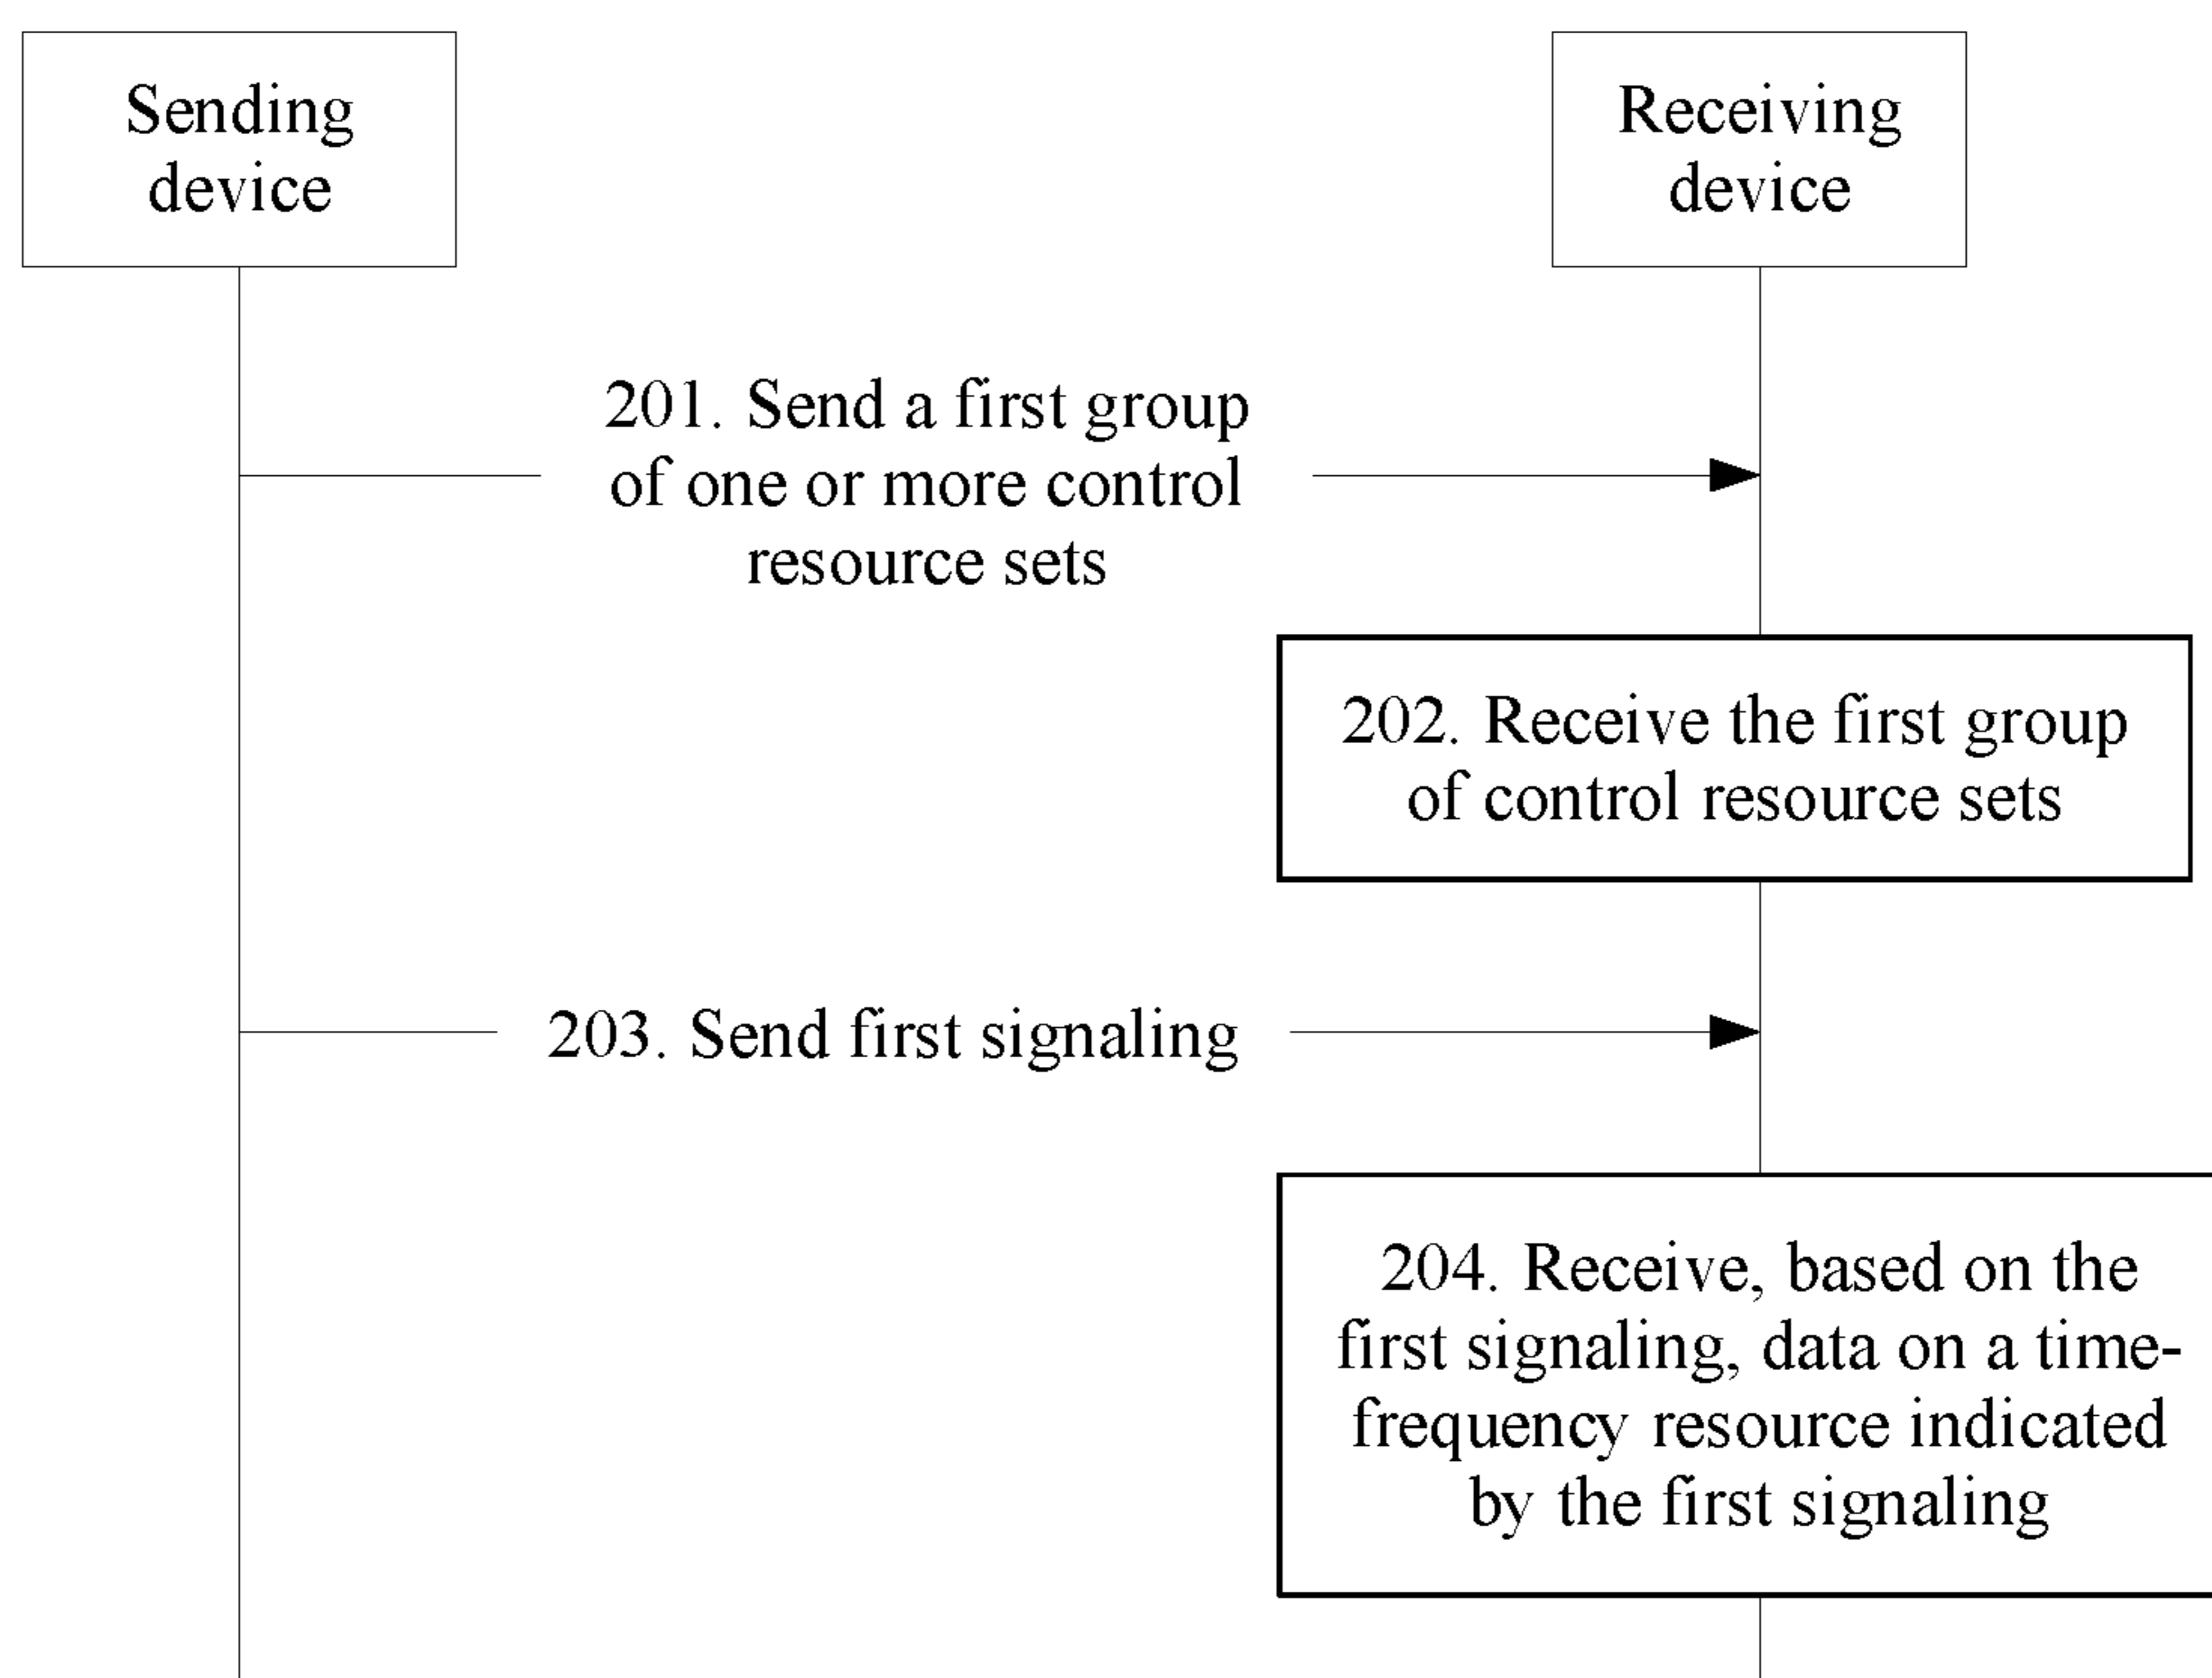 Sending
device
Receiving
device
201. Send a first group
of one or more control
resource sets
202. Receive the first group
of control resource sets
203. Send first signaling
204. Receive, based on the
first signaling, data on a time-
frequency resource indicated
by the first signaling